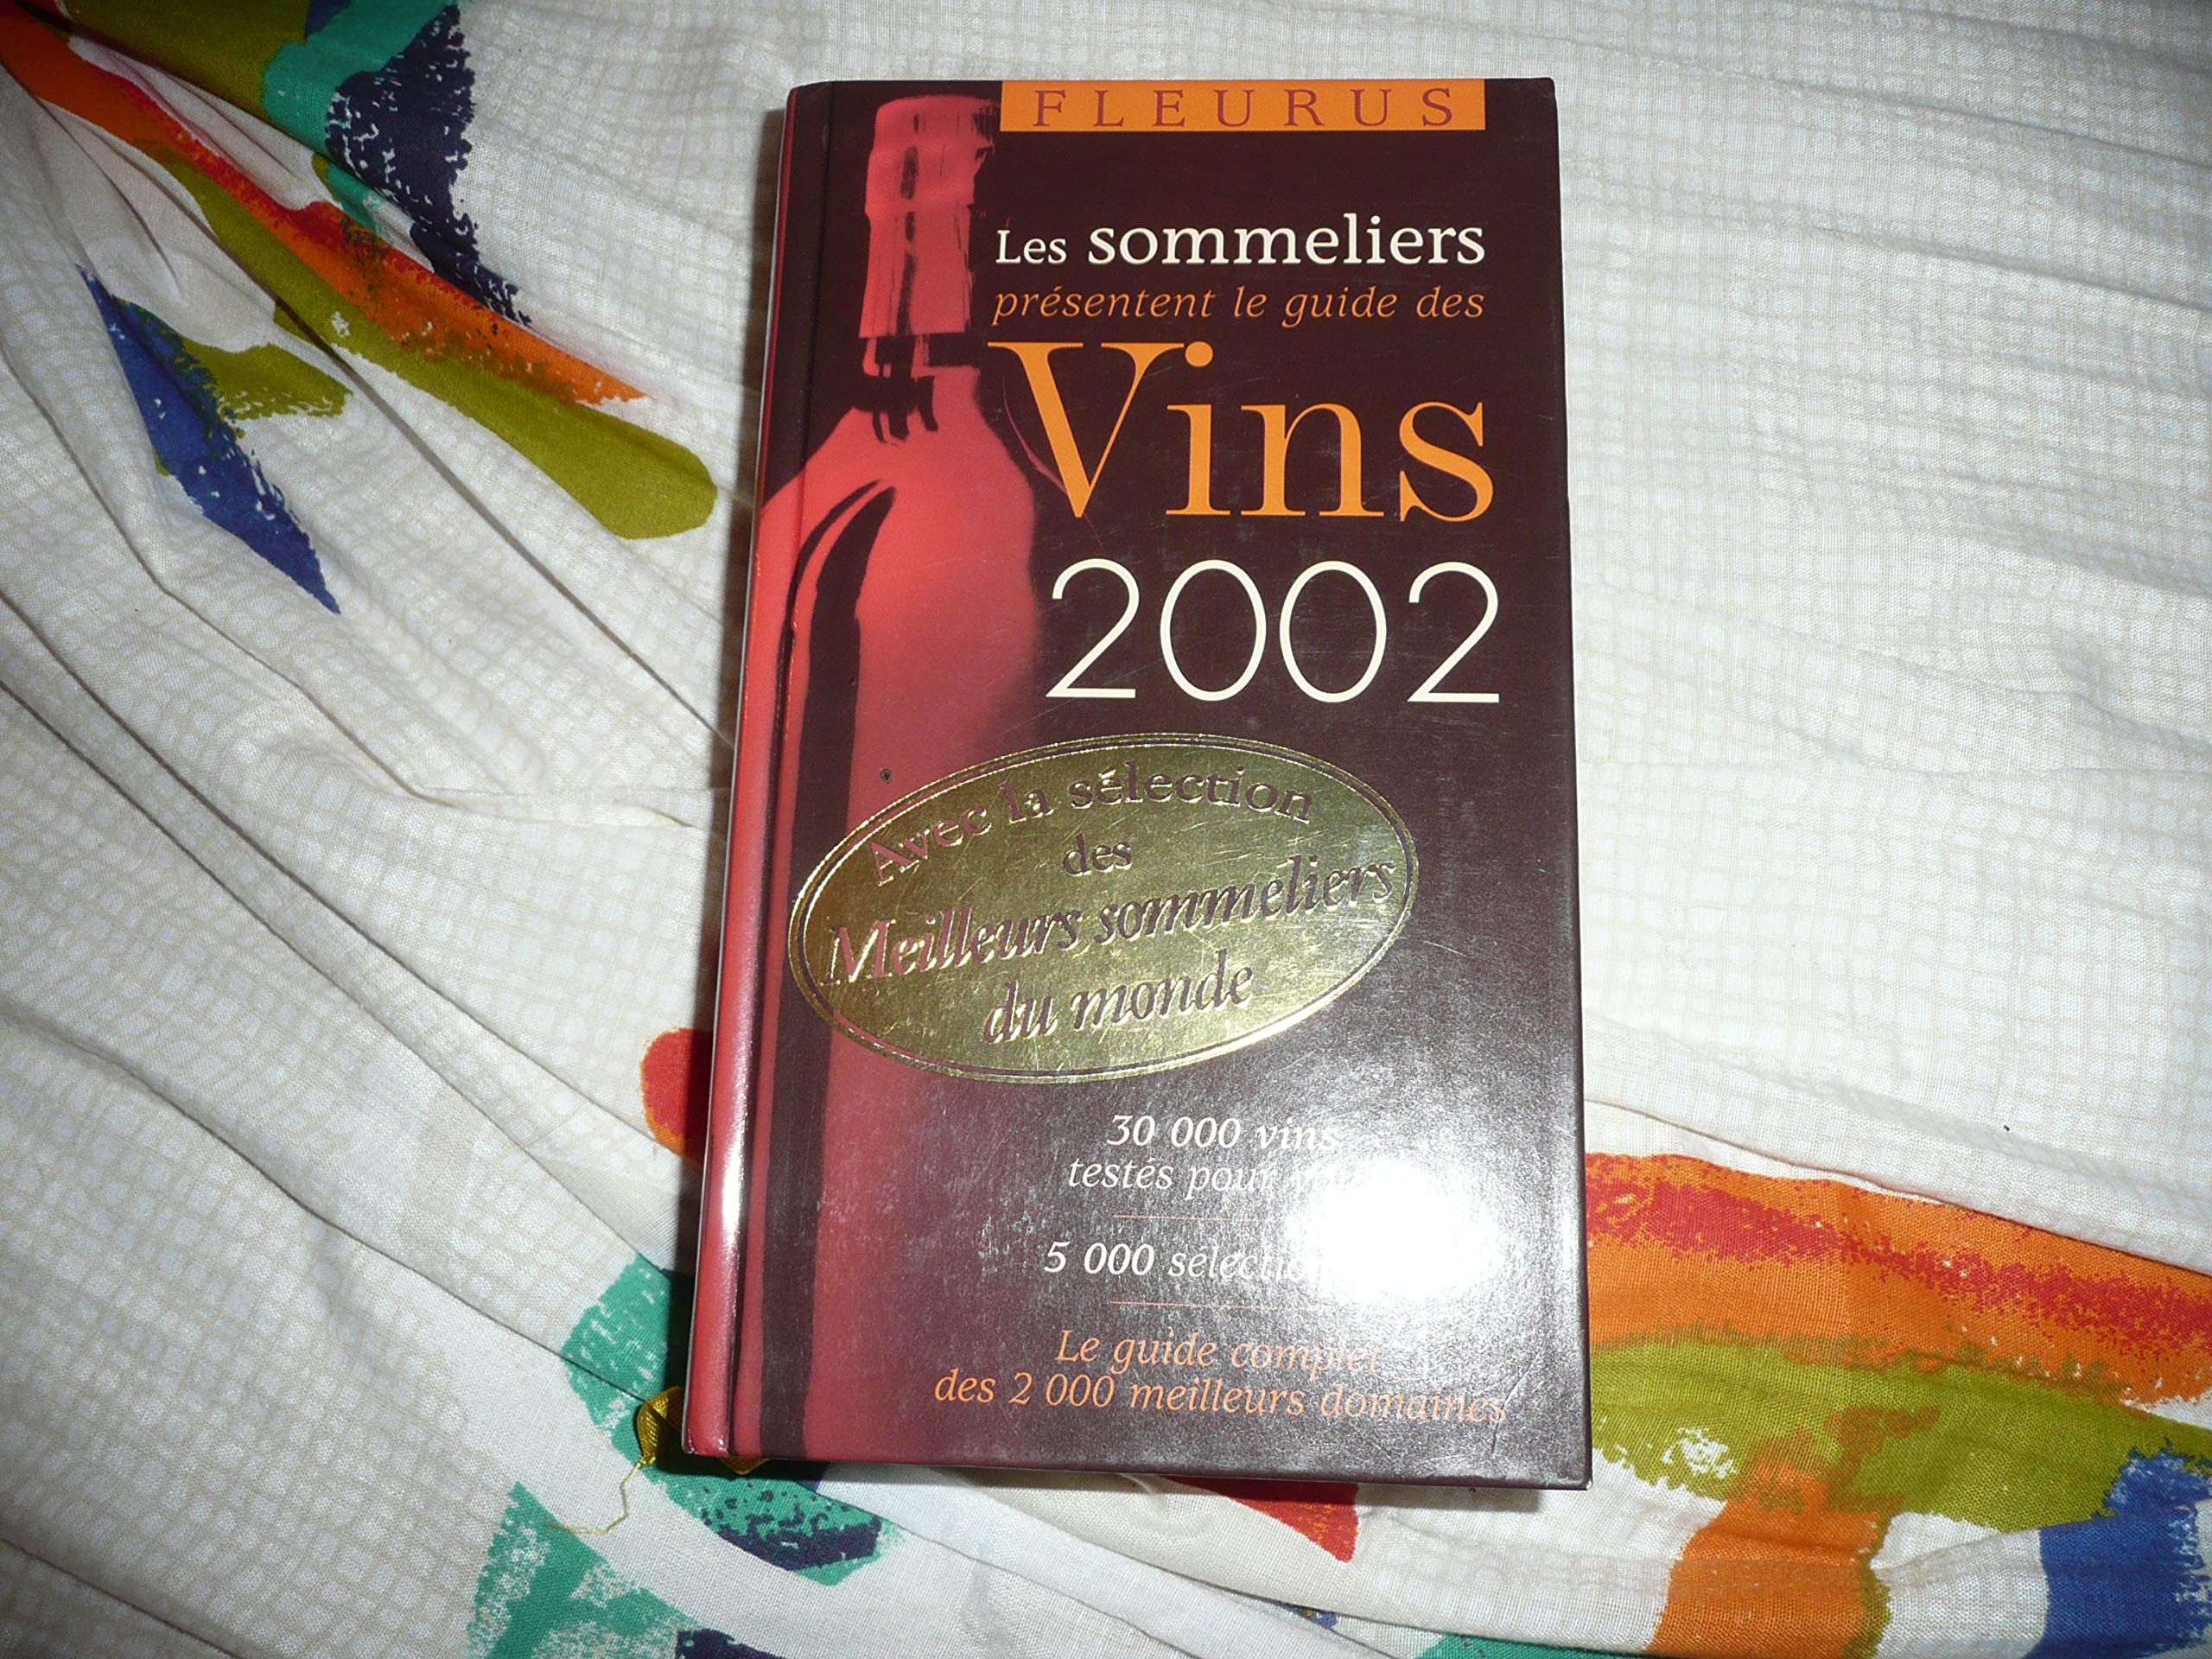 FLEURUS
Les sommeliers
présentent le guide des
Vins
2002
Avec la sélection
des
Meilleurs sommeliers
du monde
30 000 vins
testés pour
5 000
Le guide complet
des 2 000 meilleurs domaines